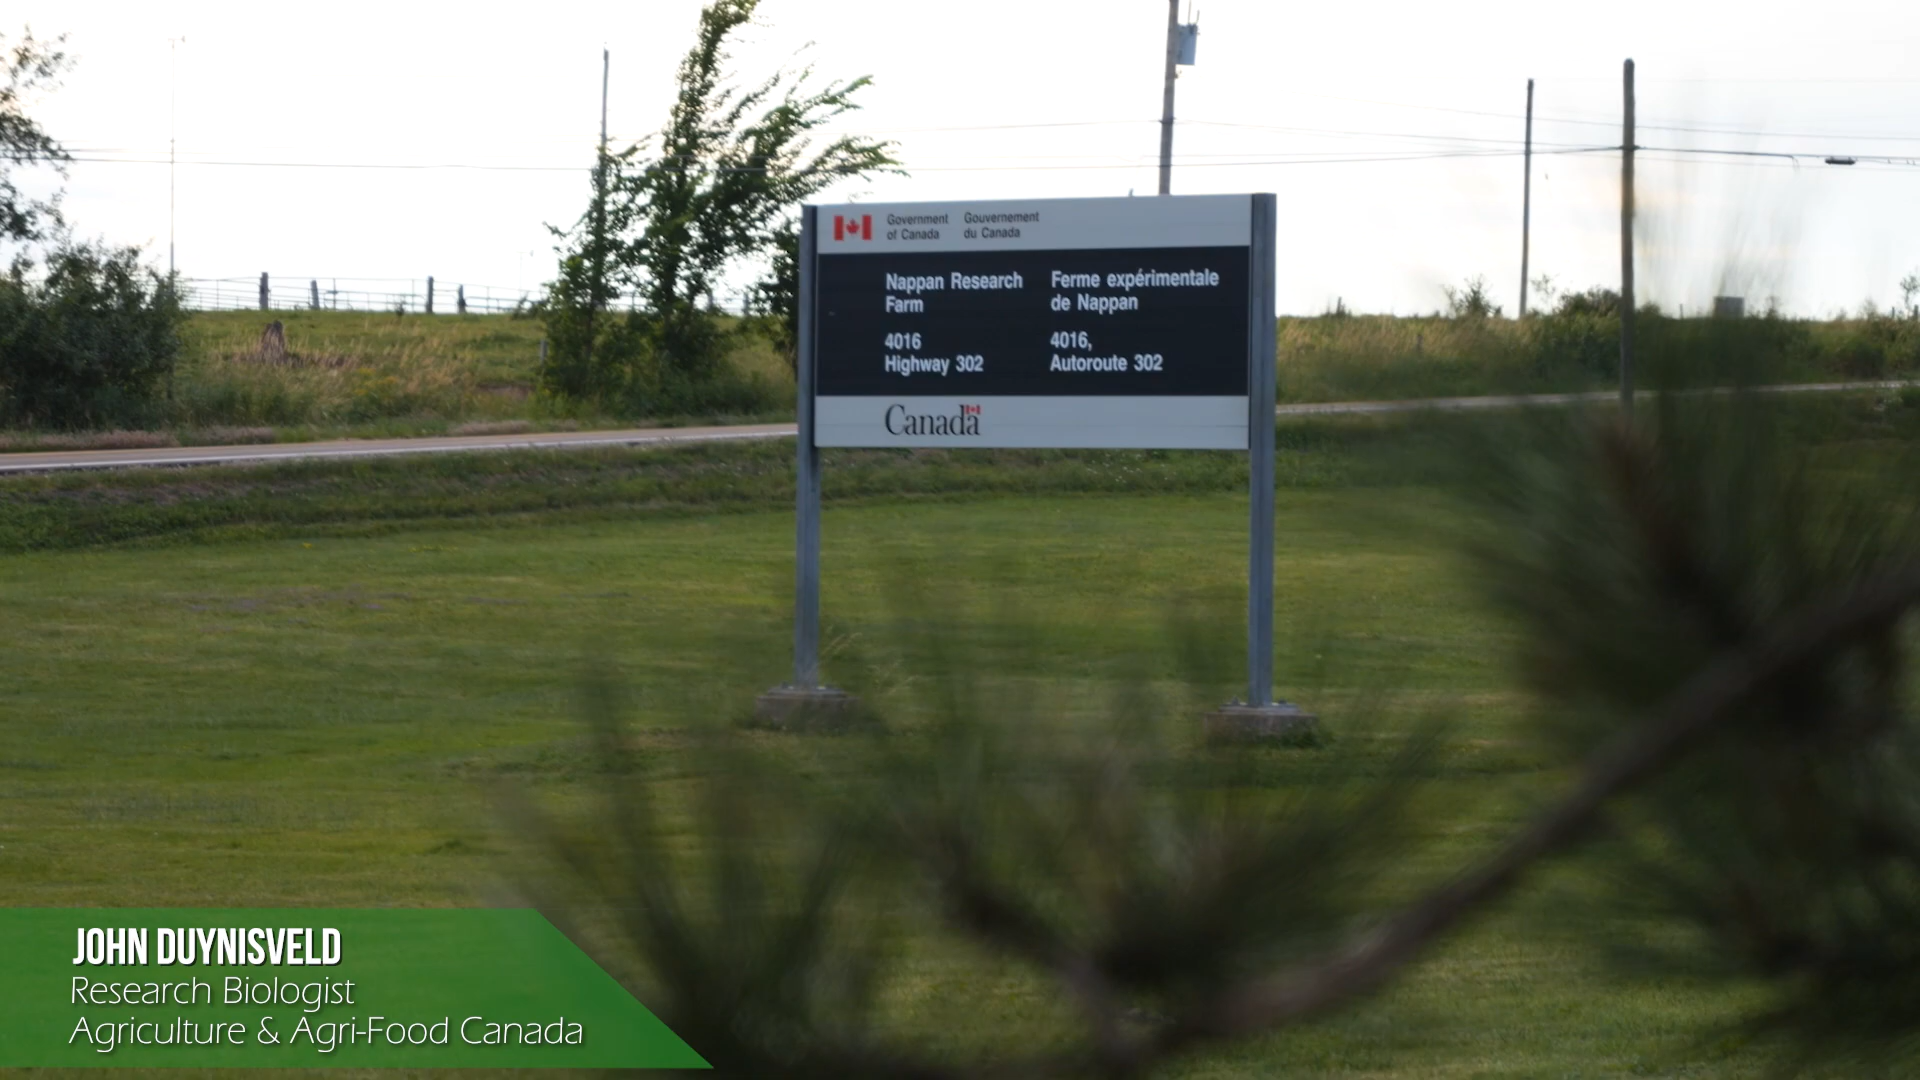 Government
of Canada
Gouvernement
du Canada
Nappan Research
Farm
4016
Highway 302
Ferme expérimentale
de Nappan
4016,
Autoroute 302
Canada
JOHN DUYNISVELD
Research Biologist
Agriculture & Agri-Food Canada